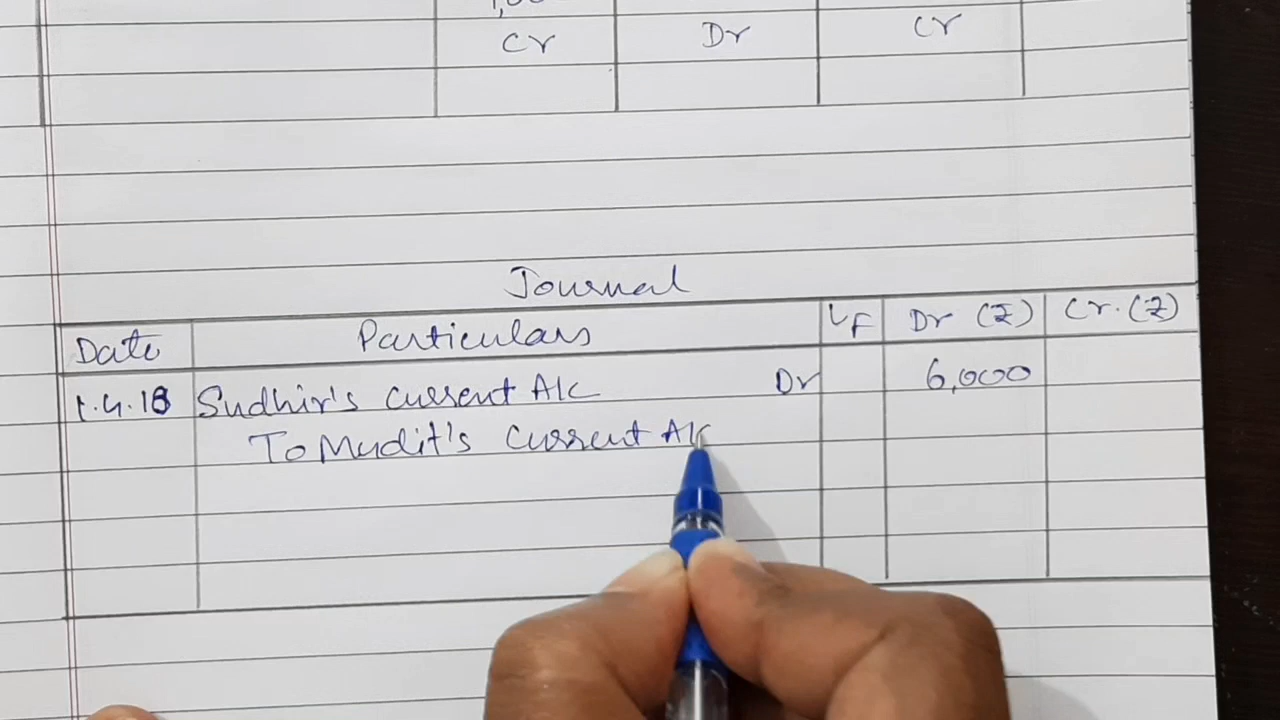 Cr Dr Cr
Journal
Date Particulars LF Dr (₹) Cr. (₹)
1.4.18 Sudhir's Current A/c Dr 6,000
To Mudit's Current A/c